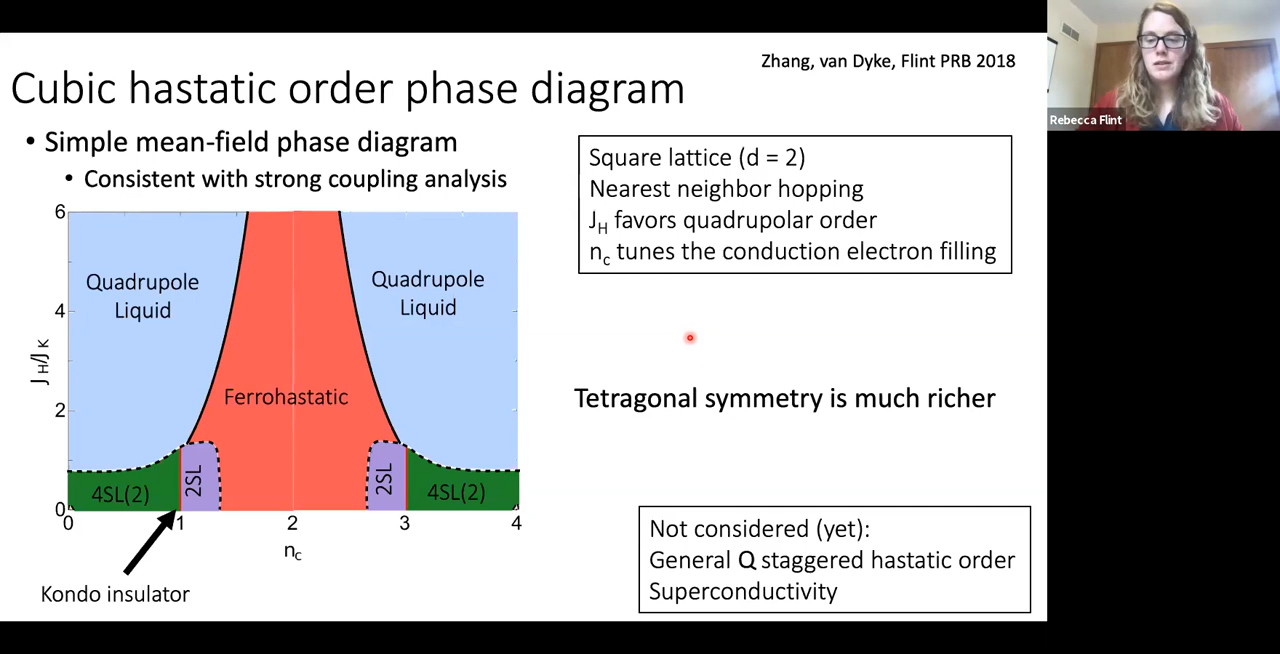 Zhang, van Dyke, Flint PRB 2018
Cubic hastatic order phase diagram
• Simple mean-field phase diagram
• Consistent with strong coupling analysis
Square lattice (d = 2)
Nearest neighbor hopping
JH favors quadrupolar order
nc tunes the conduction electron filling
6
4
2
0
JH/JK
Quadrupole
Liquid
Quadrupole
Liquid
Ferrohastatic
4SL(2)
2SL
2SL
4SL(2)
0 1 2 3 4
nc
Kondo insulator
Tetragonal symmetry is much richer
Not considered (yet):
General Q staggered hastatic order
Superconductivity
Rebecca Flint